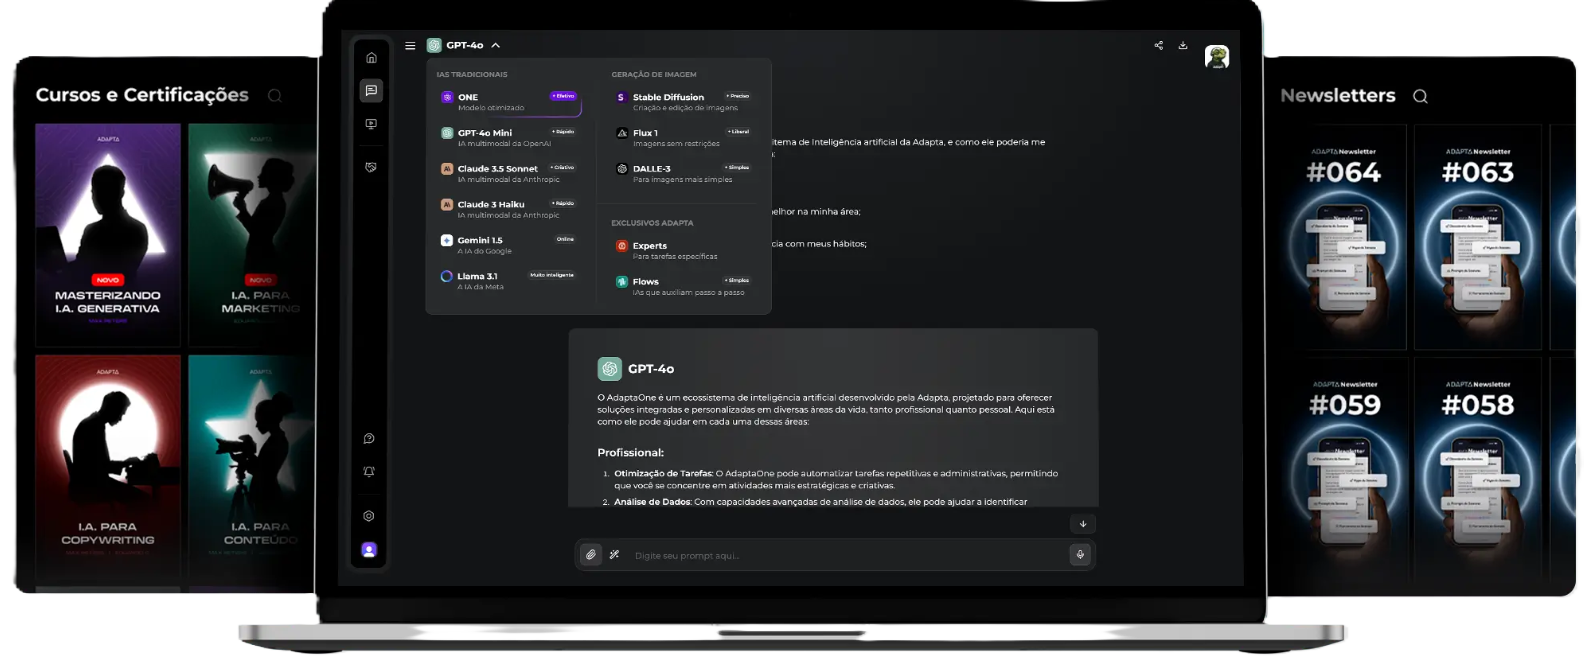 Cursos e Certificações
ADAPTA
NOVO
MASTERIZANDO
I.A. GENERATIVA
ADAPTA
NOVO
I.A. PARA
MARKETING
ADAPTA
I.A. PARA
COPYWRITING
ADAPTA
I.A. PARA
CONTEÚDO
GPT-4o
IAS TRADICIONAIS
ONE
+ Efetivo
Modelo otimizado
GPT-4o Mini
+ Rápido
IA multimodal da OpenAI
Claude 3.5 Sonnet
+ Criativo
IA multimodal da Anthropic
Claude 3 Haiku
+ Rápido
IA multimodal da Anthropic
Gemini 1.5
Online
A IA do Google
Llama 3.1
Muito inteligente
A IA da Meta
GERAÇÃO DE IMAGEM
Stable Diffusion
+ Preciso
Criação e edição de imagens
Flux 1
+ Liberal
Imagens sem restrições
DALLE-3
+ Simples
Para imagens mais simples
EXCLUSIVOS ADAPTA
Experts
Para tarefas específicas
Flows
+ Simples
IAs que auxiliam passo a passo
tema de Inteligência artificial da Adapta, e como ele poderia me
elhor na minha área;
cia com meus hábitos;
GPT-4o
O AdaptaOne é um ecossistema de inteligência artificial desenvolvido pela Adapta, projetado para oferecer
soluções integradas e personalizadas em diversas áreas da vida, tanto profissional quanto pessoal. Aqui está
como ele pode ajudar em cada uma dessas áreas:
Profissional:
1. Otimização de Tarefas: O AdaptaOne pode automatizar tarefas repetitivas e administrativas, permitindo
que você se concentre em atividades mais estratégicas e criativas.
2. Análise de Dados: Com capacidades avançadas de análise de dados, ele pode ajudar a identificar
Digite seu prompt aqui...
Newsletters
ADAPTA Newsletter
#064
ADAPTA Newsletter
#063
ADAPTA Newsletter
#059
ADAPTA Newsletter
#058